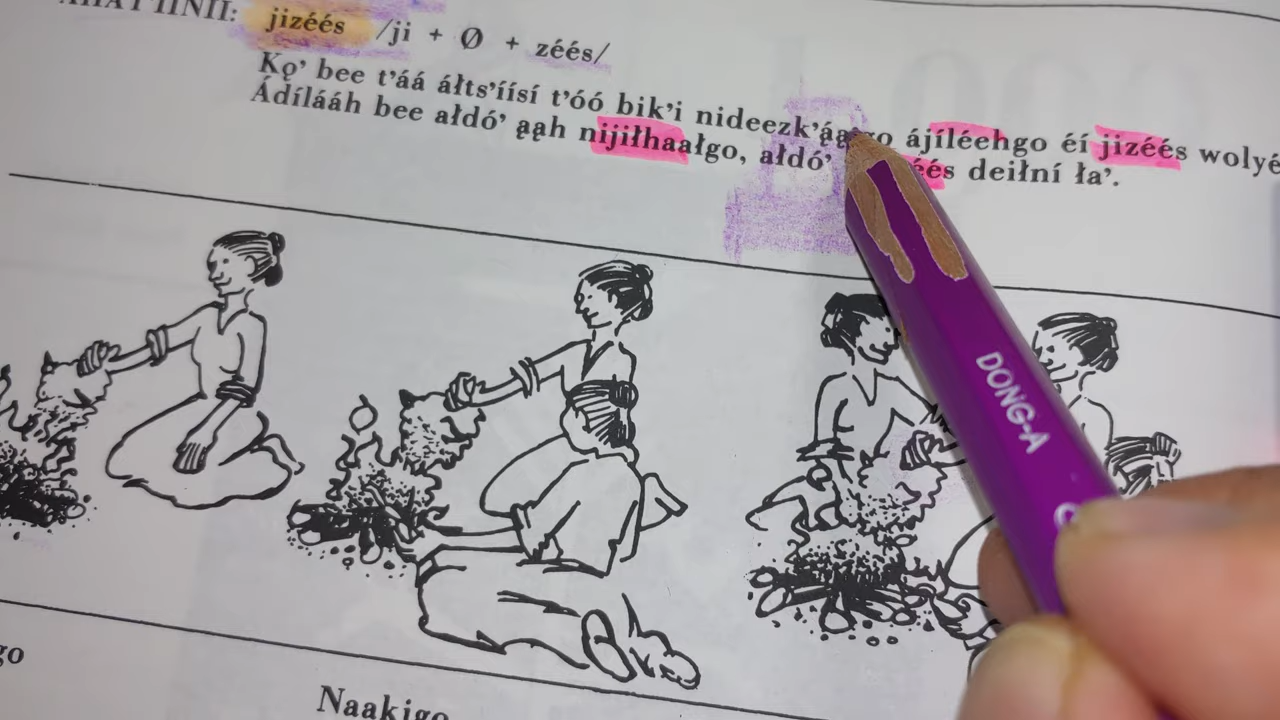 jizéés /ji + Ø + zéés/
Kǫ’ bee t’áá áłts’íísí t’óó bik’i nideezk’ą́ągo ájíléehgo éí jizéés wolyé
Ádíláah bee ałdó’ ąąh nijiłhaałgo, ałdó’ deiłní ła’.
DONG-A
go
Naakigo